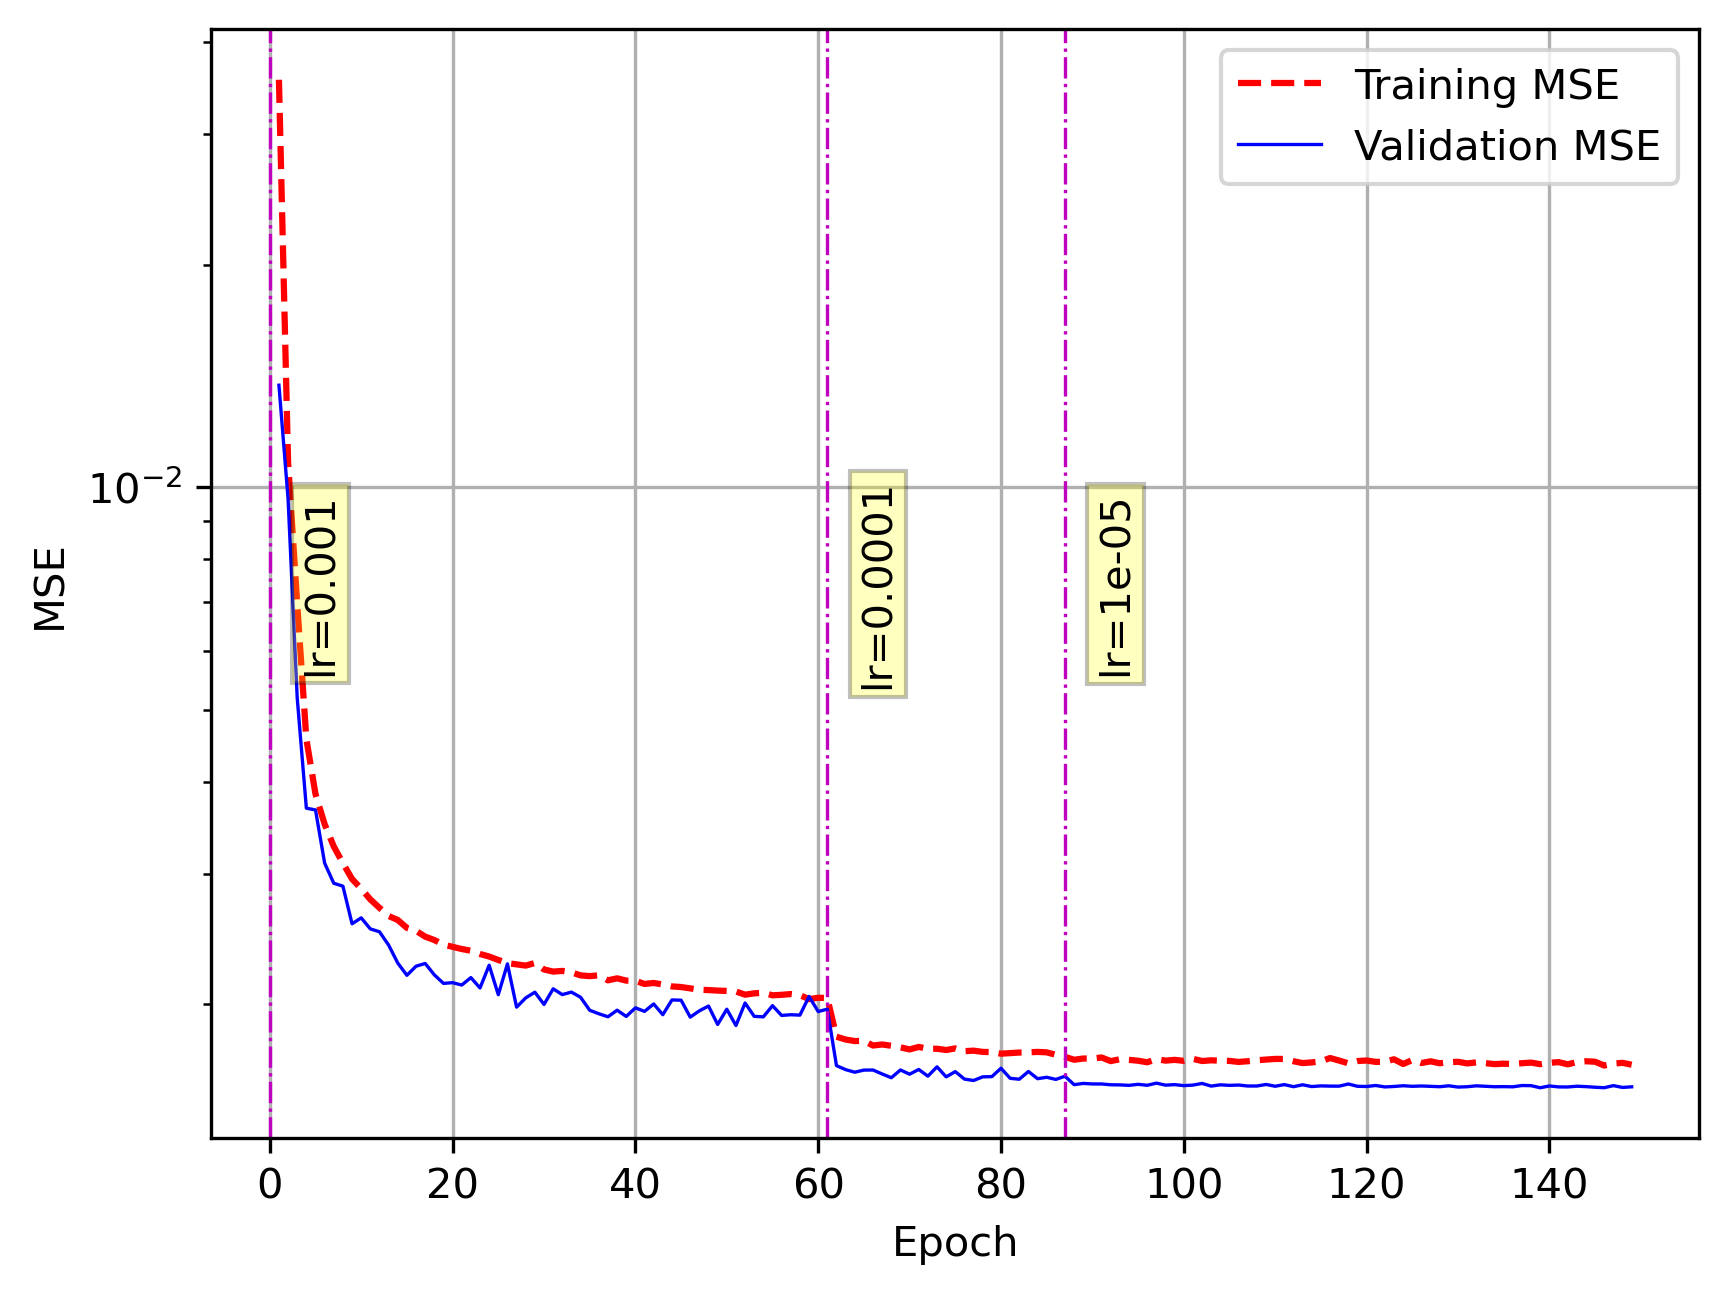 Training MSE
Validation MSE
10⁻²
MSE
lr=0.001
lr=0.0001
lr=1e-05
0 20 40 60 80 100 120 140
Epoch